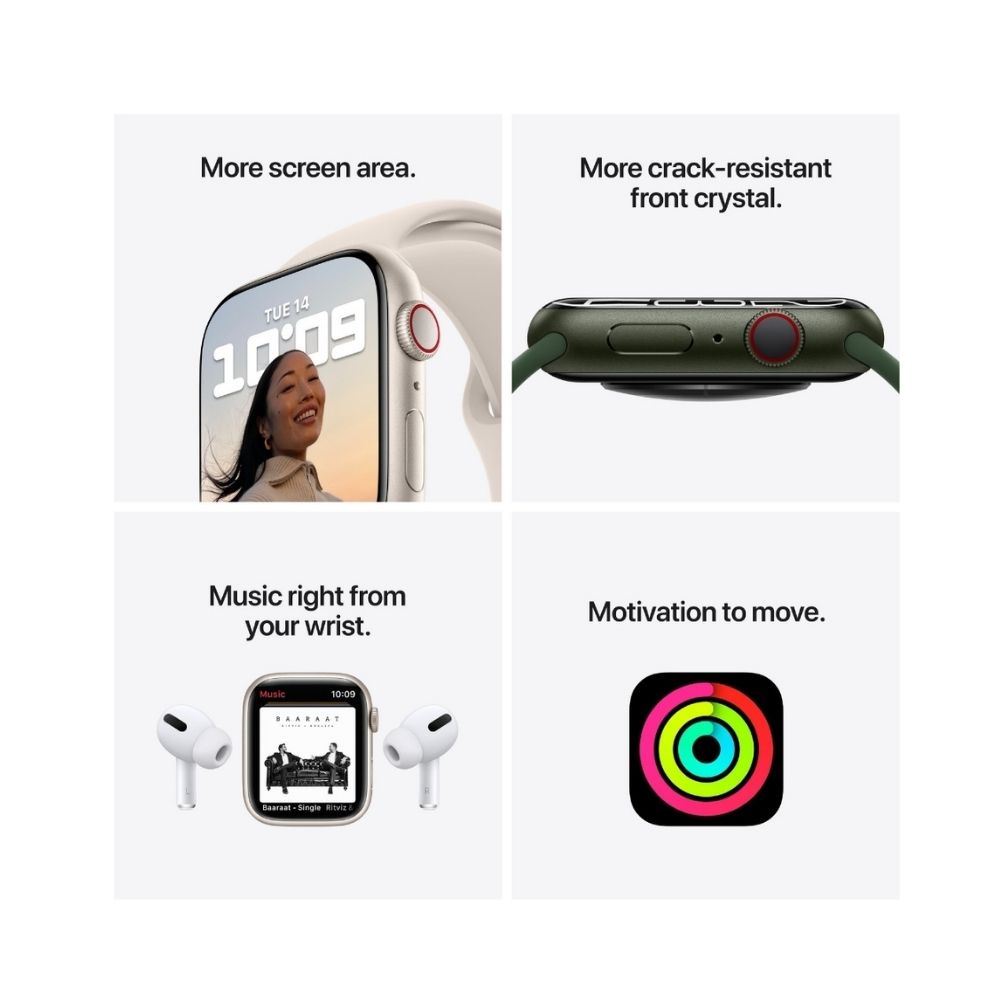 More screen area.
TUE 14
10:09
More crack-resistant
front crystal.
Music right from
your wrist.
Music 10:09
BAARAAT
L
R
Baaraat - Single Ritviz &
Motivation to move.